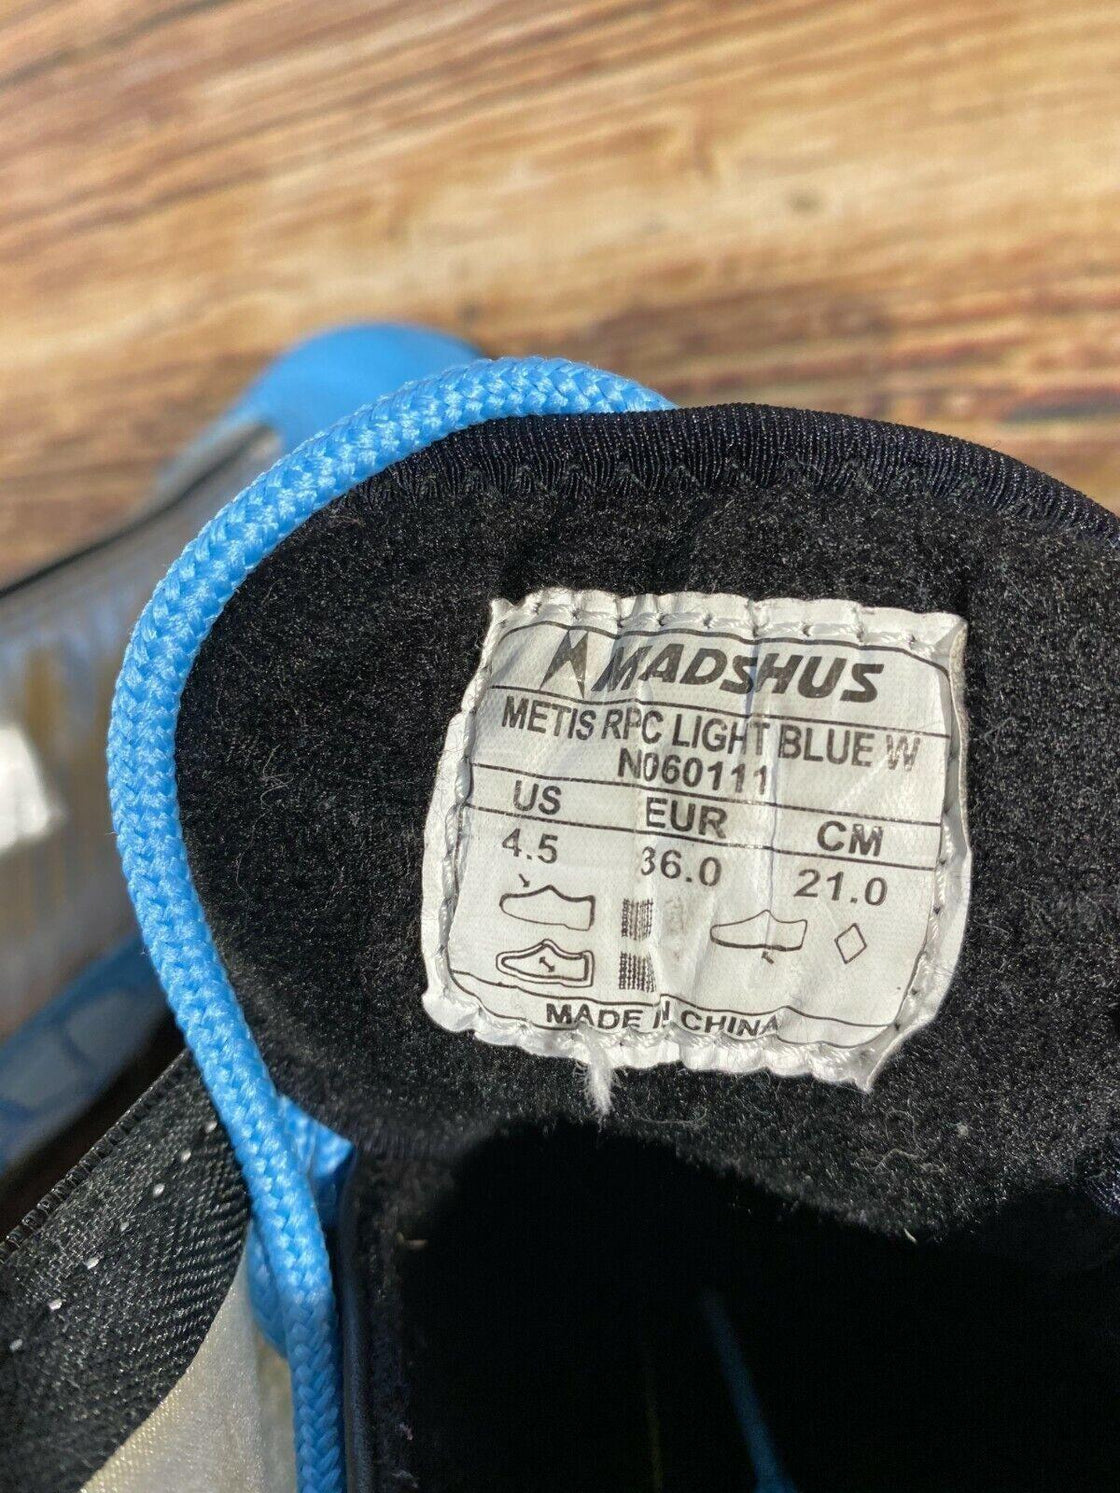 MADSHUS
METIS RPC LIGHT BLUE W
N060111
US EUR CM
4.5 36.0 21.0
MADE IN CHINA